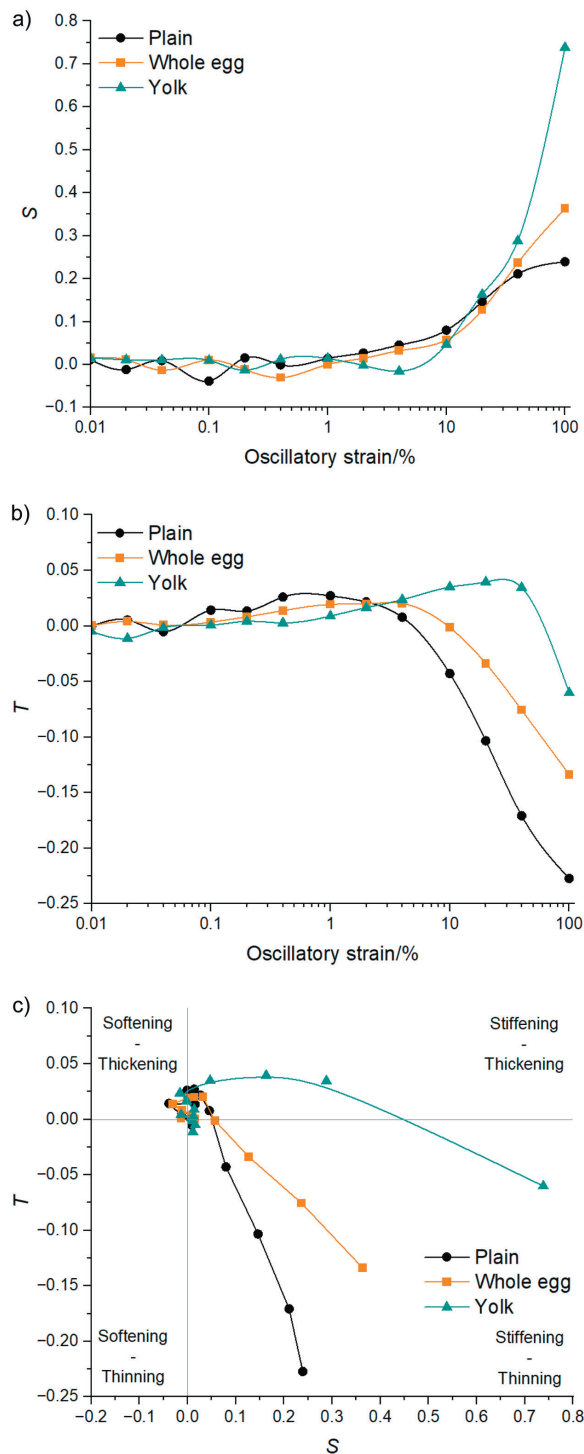 a)
Plain
Whole egg
Yolk
0.8
0.7
0.6
0.5
0.4
0.3
0.2
0.1
0.0
−0.1
S
0.01 0.1 1 10 100
Oscillatory strain/%
b)
Plain
Whole egg
Yolk
0.10
0.05
0.00
−0.05
−0.10
−0.15
−0.20
−0.25
T
0.01 0.1 1 10 100
Oscillatory strain/%
c)
Softening
-
Thickening
Stiffening
-
Thickening
0.10
0.05
0.00
−0.05
−0.10
−0.15
−0.20
−0.25
T
Plain
Whole egg
Yolk
Softening
-
Thinning
Stiffening
-
Thinning
−0.2 −0.1 0.0 0.1 0.2 0.3 0.4 0.5 0.6 0.7 0.8
S